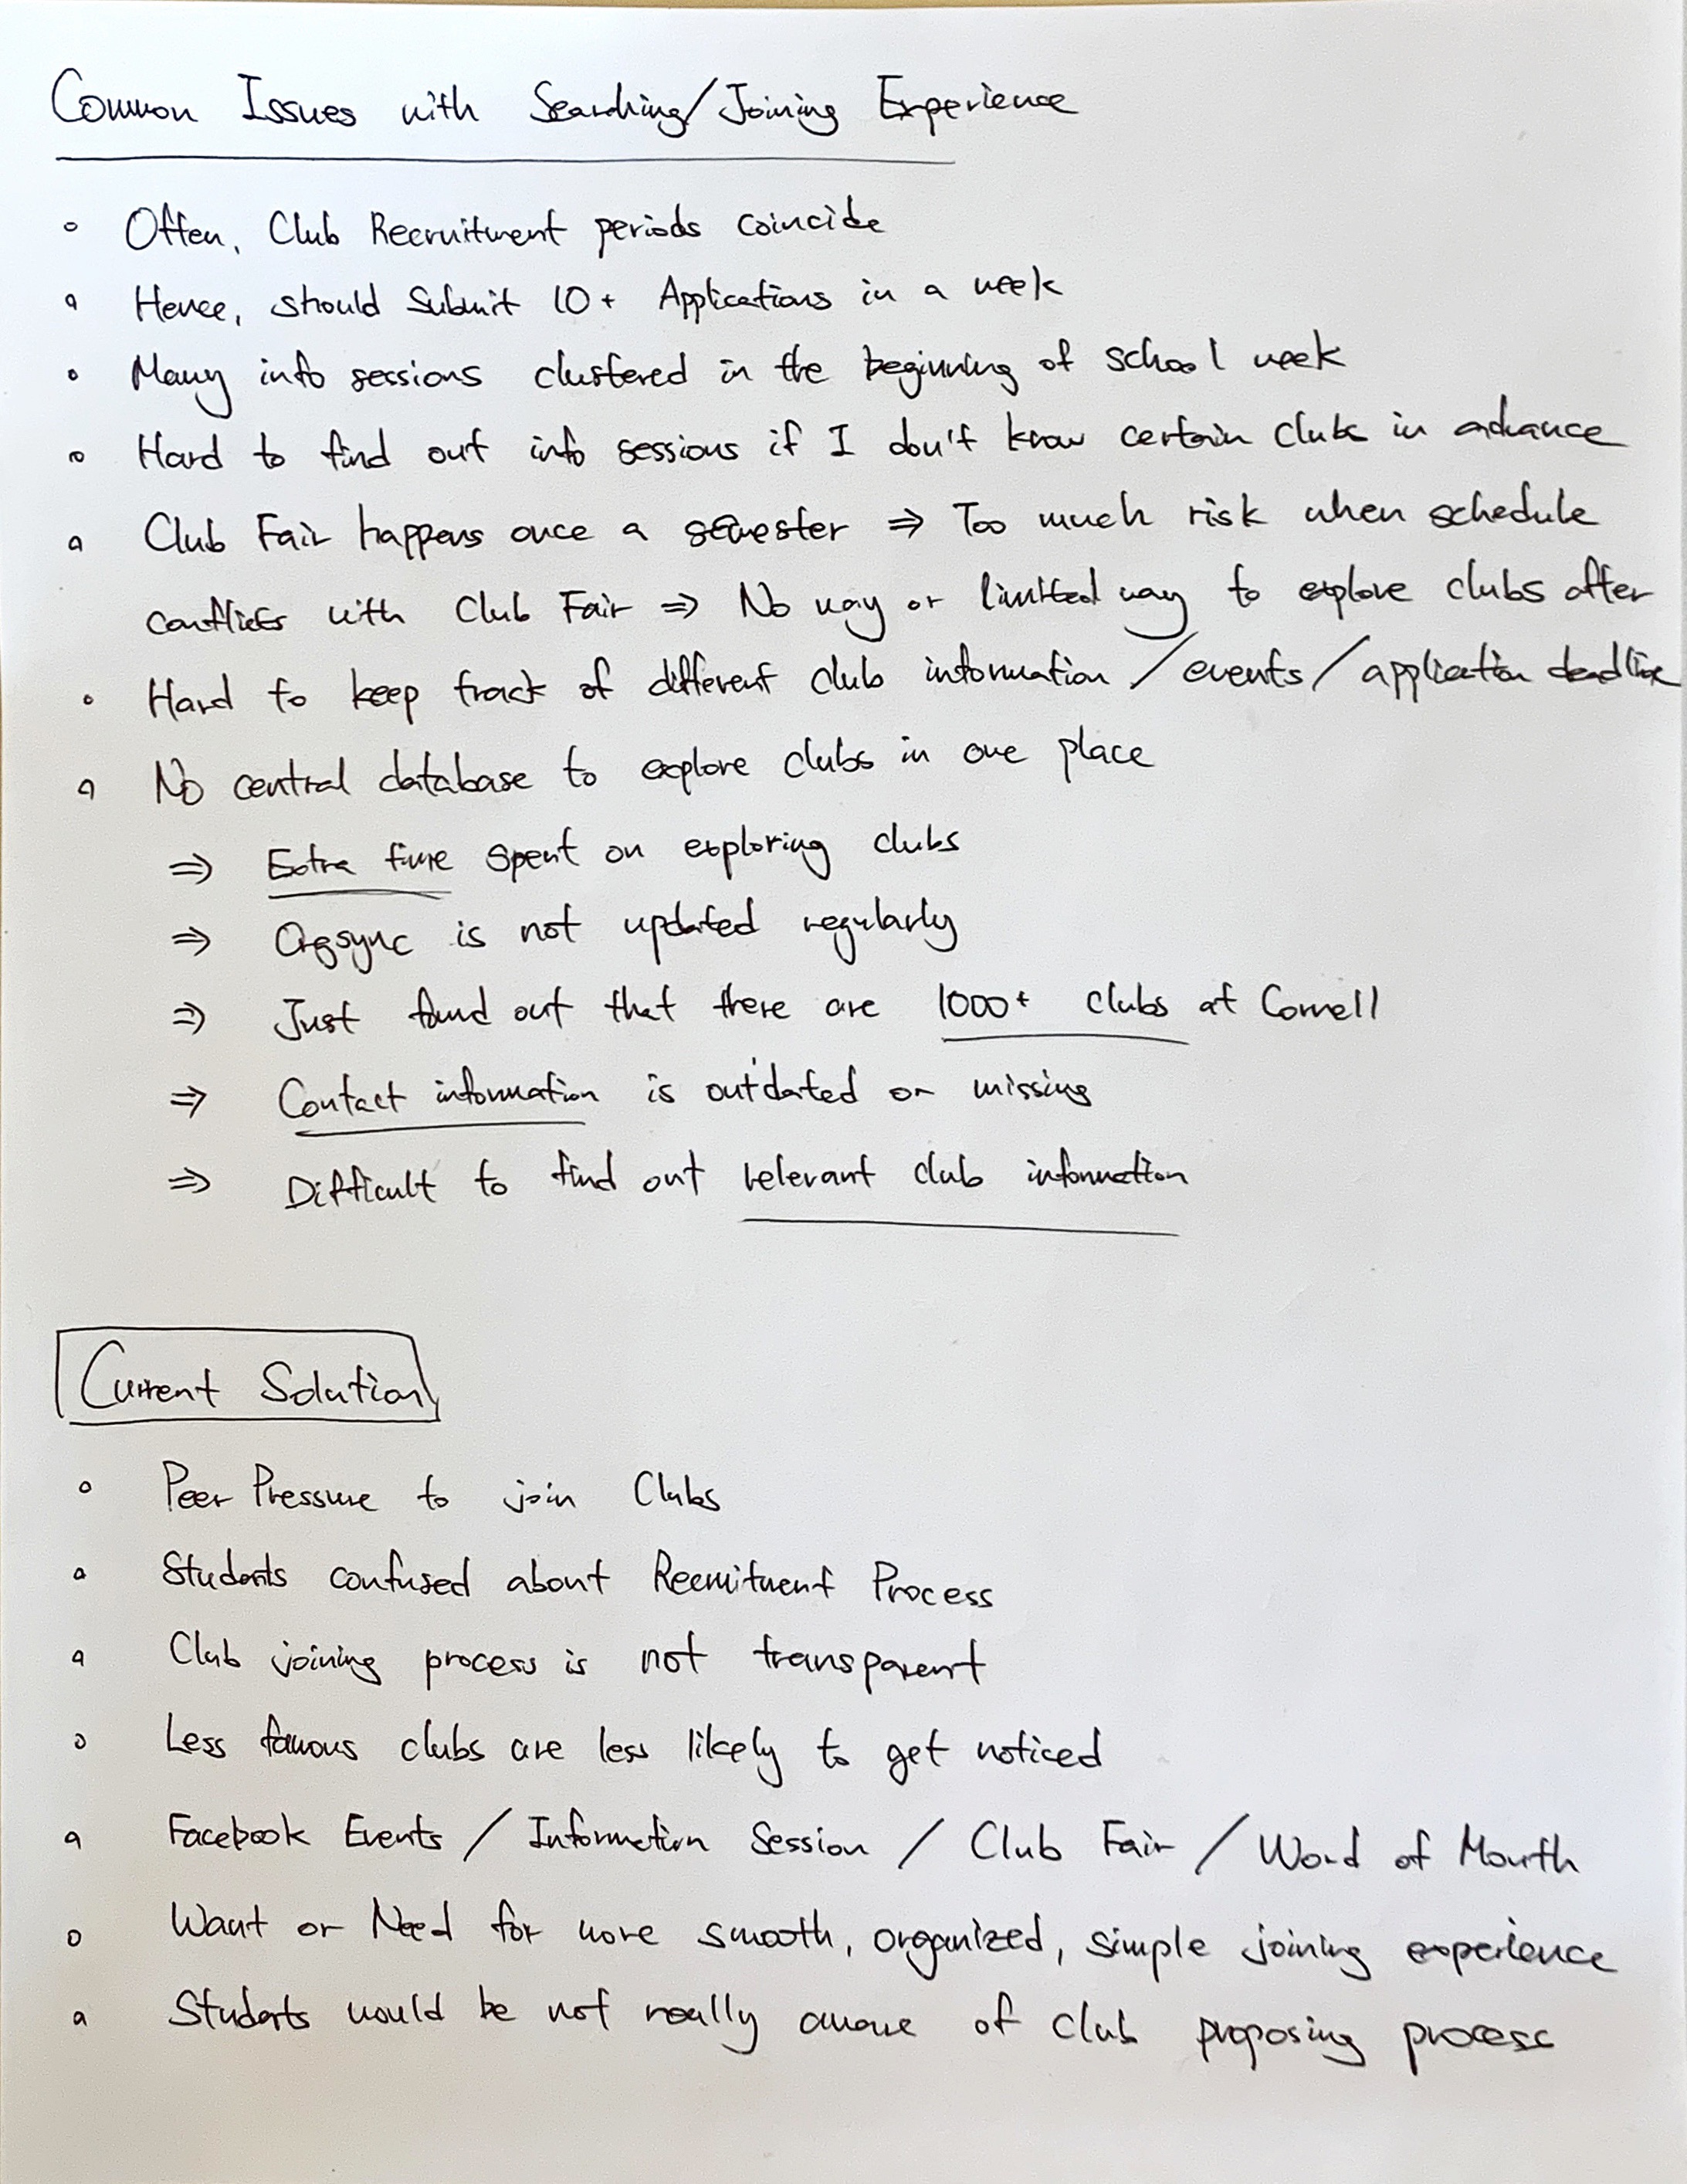 Common Issues with Searching/Joining Experience
◦ Often, Club Recruitment periods coincide
◦ Hence, should submit 10+ Applications in a week
◦ Many info sessions clustered in the beginning of school week
◦ Hard to find out info sessions if I don't know certain clubs in advance
◦ Club Fair happens once a semester ⇒ Too much risk when schedule
conflicts with Club Fair ⇒ No way or limited way to explore clubs after
◦ Hard to keep track of different club information / events / application deadline
◦ No central database to explore clubs in one place
⇒ Extra time spent on exploring clubs
⇒ Orgsync is not updated regularly
⇒ Just found out that there are 1000+ clubs at Cornell
⇒ Contact information is outdated or missing
⇒ Difficult to find out relevant club information
Current Solution
◦ Peer Pressure to join Clubs
◦ Students confused about Recruitment Process
◦ Club joining process is not transparent
◦ Less famous clubs are less likely to get noticed
◦ Facebook Events / Information Session / Club Fair / Word of Mouth
◦ Want or Need for more smooth, organized, simple joining experience
◦ Students would be not really aware of club proposing process